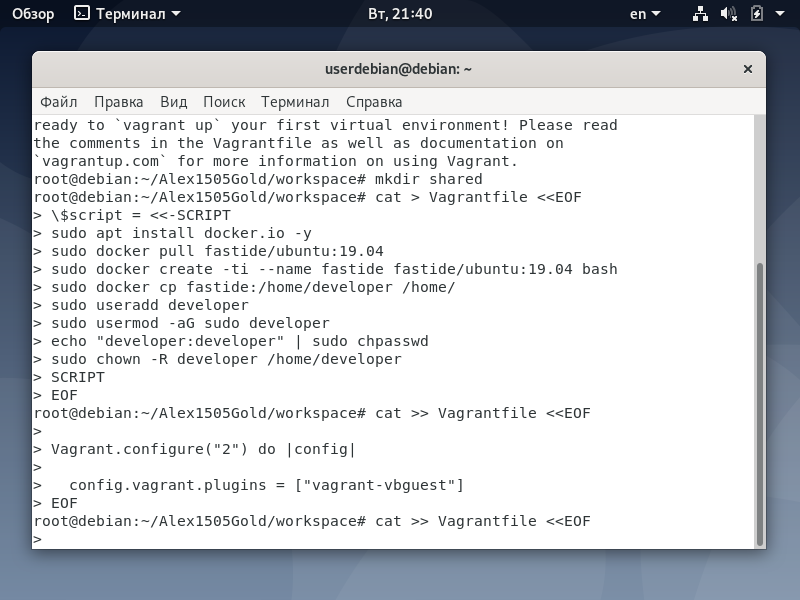 Обзор Терминал Вт, 21:40 en
userdebian@debian: ~
Файл Правка Вид Поиск Терминал Справка
ready to `vagrant up` your first virtual environment! Please read
the comments in the Vagrantfile as well as documentation on
`vagrantup.com` for more information on using Vagrant.
root@debian:~/Alex1505Gold/workspace# mkdir shared
root@debian:~/Alex1505Gold/workspace# cat > Vagrantfile <<EOF
> \$script = <<-SCRIPT
> sudo apt install docker.io -y
> sudo docker pull fastide/ubuntu:19.04
> sudo docker create -ti --name fastide fastide/ubuntu:19.04 bash
> sudo docker cp fastide:/home/developer /home/
> sudo useradd developer
> sudo usermod -aG sudo developer
> echo "developer:developer" | sudo chpasswd
> sudo chown -R developer /home/developer
> SCRIPT
> EOF
root@debian:~/Alex1505Gold/workspace# cat >> Vagrantfile <<EOF
>
> Vagrant.configure("2") do |config|
>
>   config.vagrant.plugins = ["vagrant-vbguest"]
> EOF
root@debian:~/Alex1505Gold/workspace# cat >> Vagrantfile <<EOF
>